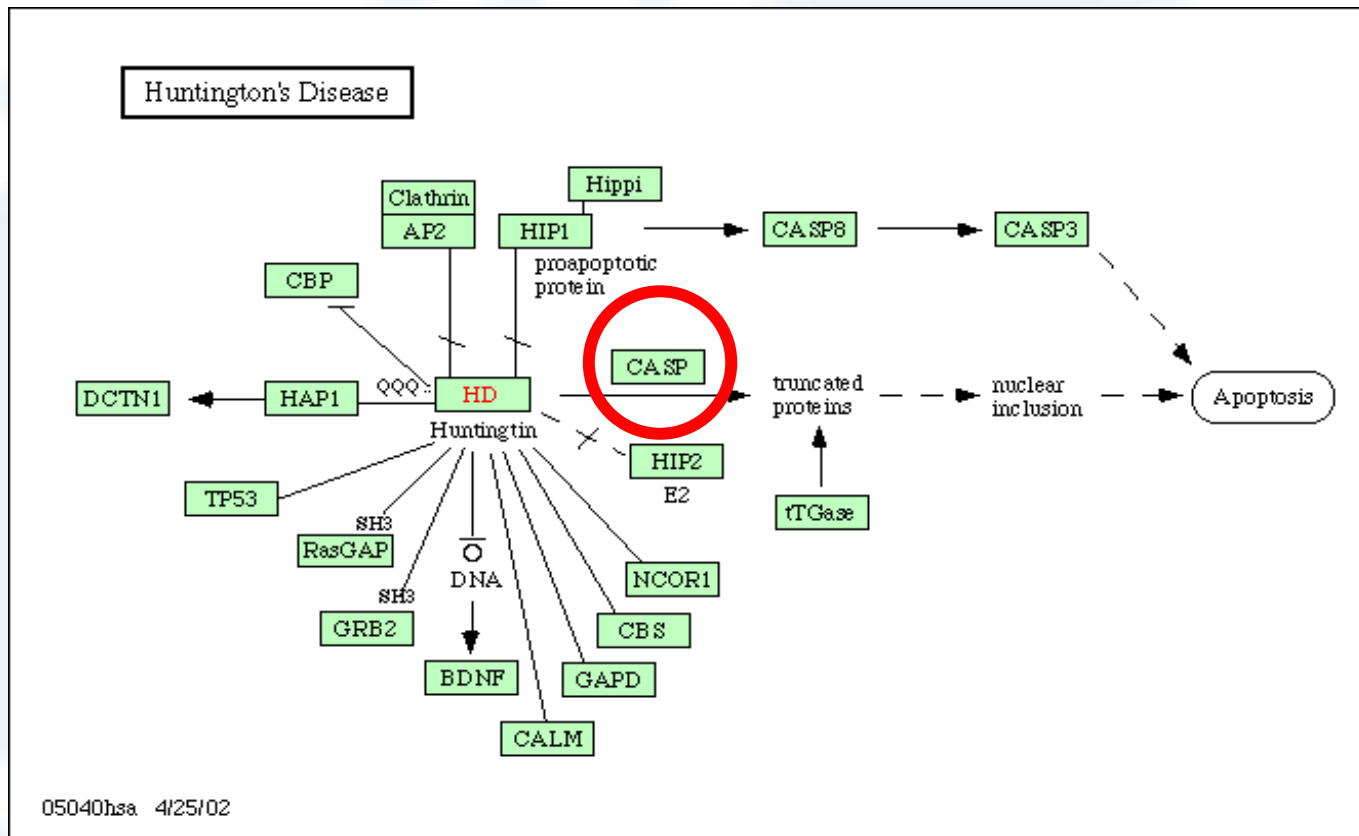 Huntington's Disease
Hippi
Clathrin
AP2
HIP1
CASP8
CASP3
proapoptotic
protein
CBP
CASP
QQQ
HD
DCTN1
HAP1
truncated
proteins
nuclear
inclusion
Apoptosis
Huntingtin
HIP2
E2
TP53
tTGase
SH3
RasGAP
DNA
NCOR1
SH3
GRB2
CBS
BDNF
GAPD
CALM
05040hsa 4/25/02